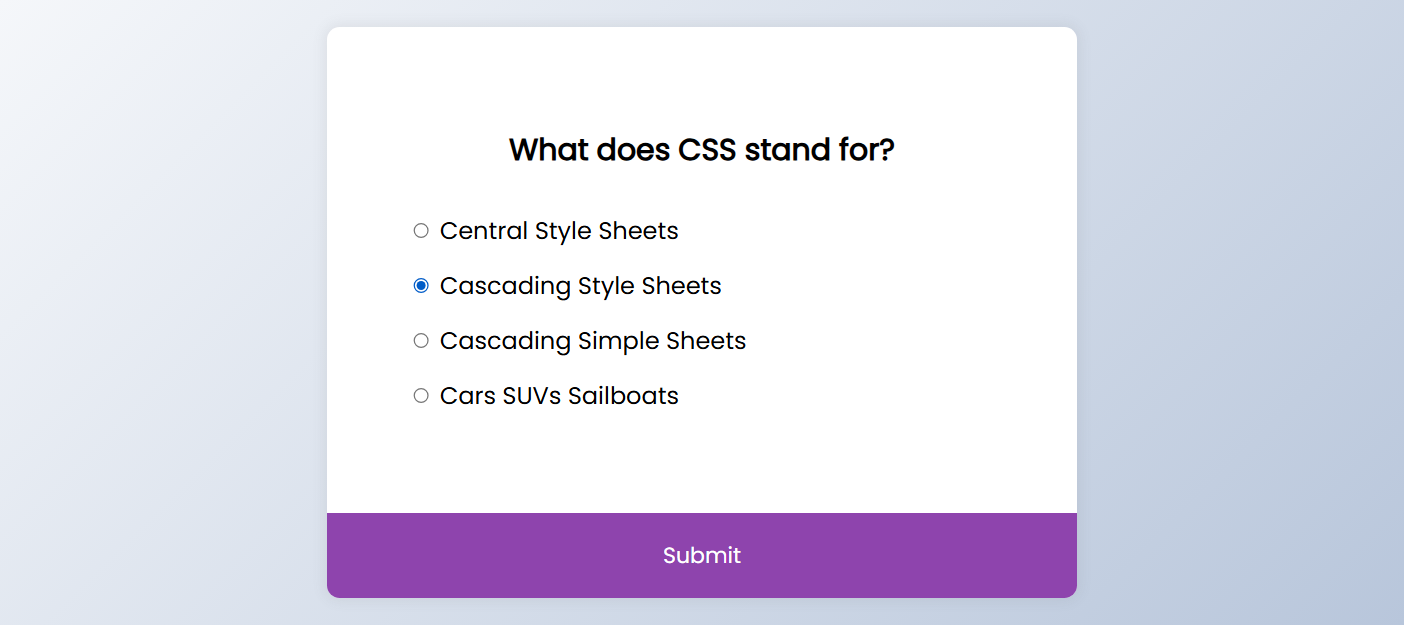 What does CSS stand for?
Central Style Sheets
Cascading Style Sheets
Cascading Simple Sheets
Cars SUVs Sailboats
Submit